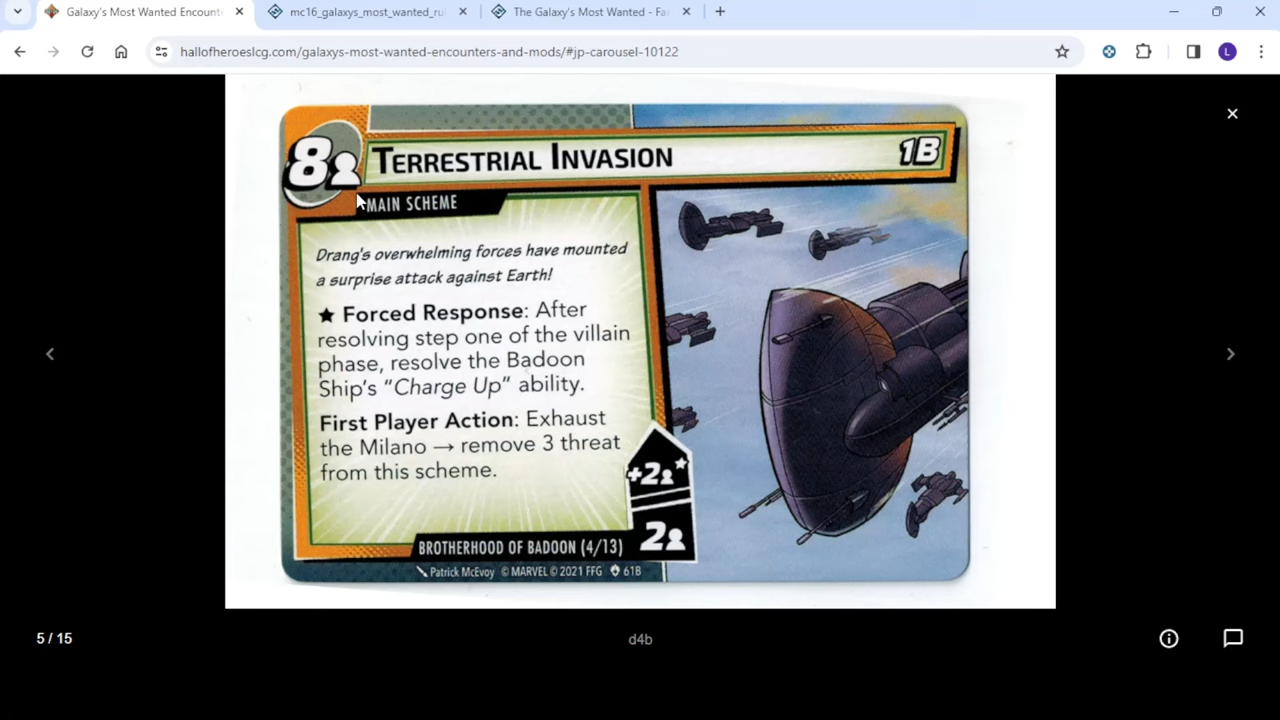 Galaxy's Most Wanted Encount
mc16_galaxys_most_wanted_ru
The Galaxy's Most Wanted - Fa
hallofheroeslcg.com/galaxys-most-wanted-encounters-and-mods/#jp-carousel-10122
L
8
TERRESTRIAL INVASION
1B
MAIN SCHEME
Drang's overwhelming forces have mounted
a surprise attack against Earth!
★ Forced Response: After
resolving step one of the villain
phase, resolve the Badoon
Ship's "Charge Up" ability.
First Player Action: Exhaust
the Milano → remove 3 threat
from this scheme.
+2
2
BROTHERHOOD OF BADOON (4/13)
Patrick McEvoy © MARVEL © 2021 FFG 61B
5 / 15
d4b